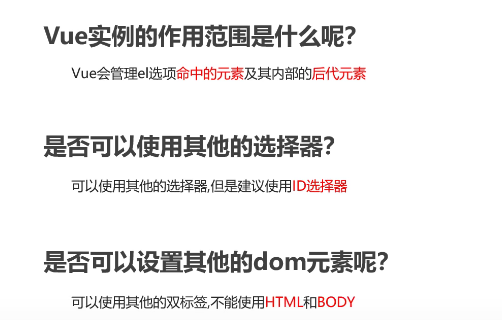 Vue实例的作用范围是什么呢？
Vue会管理el选项命中的元素及其内部的后代元素
是否可以使用其他的选择器？
可以使用其他的选择器,但是建议使用ID选择器
是否可以设置其他的dom元素呢？
可以使用其他的双标签,不能使用HTML和BODY